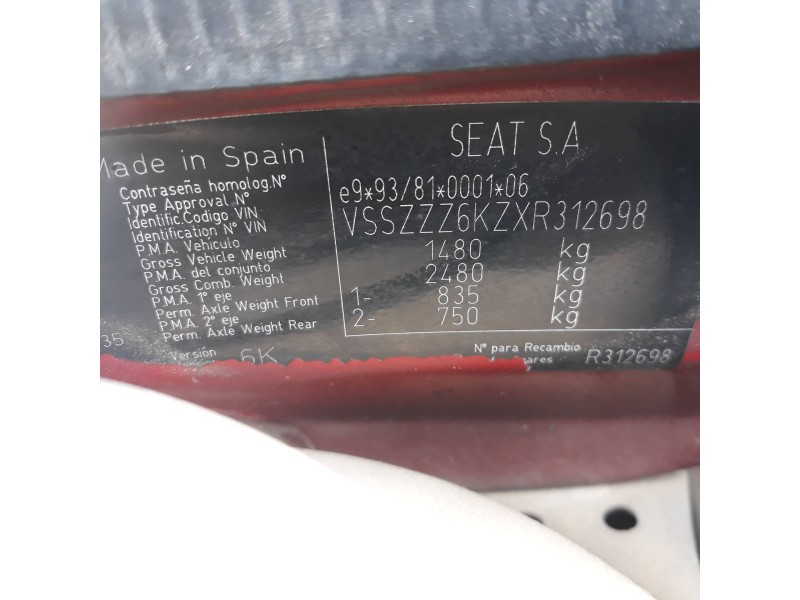 Made in Spain
SEAT S.A
Contraseña homolog.Nº
Type Approval Nº
e9*93/81*0001*06
Identific.Codigo VIN
Identification Nº VIN
VSSZZZ6KZXR312698
P.M.A. Vehiculo
Gross Vehicle Weight
1480 kg
P.M.A. del conjunto
Gross Comb. Weight
2480 kg
P.M.A. 1º eje
Perm. Axle Weight Front
1- 835 kg
P.M.A. 2º eje
Perm. Axle Weight Rear
2- 750 kg
35
Versión
6K
Nº para Recambio
R312698